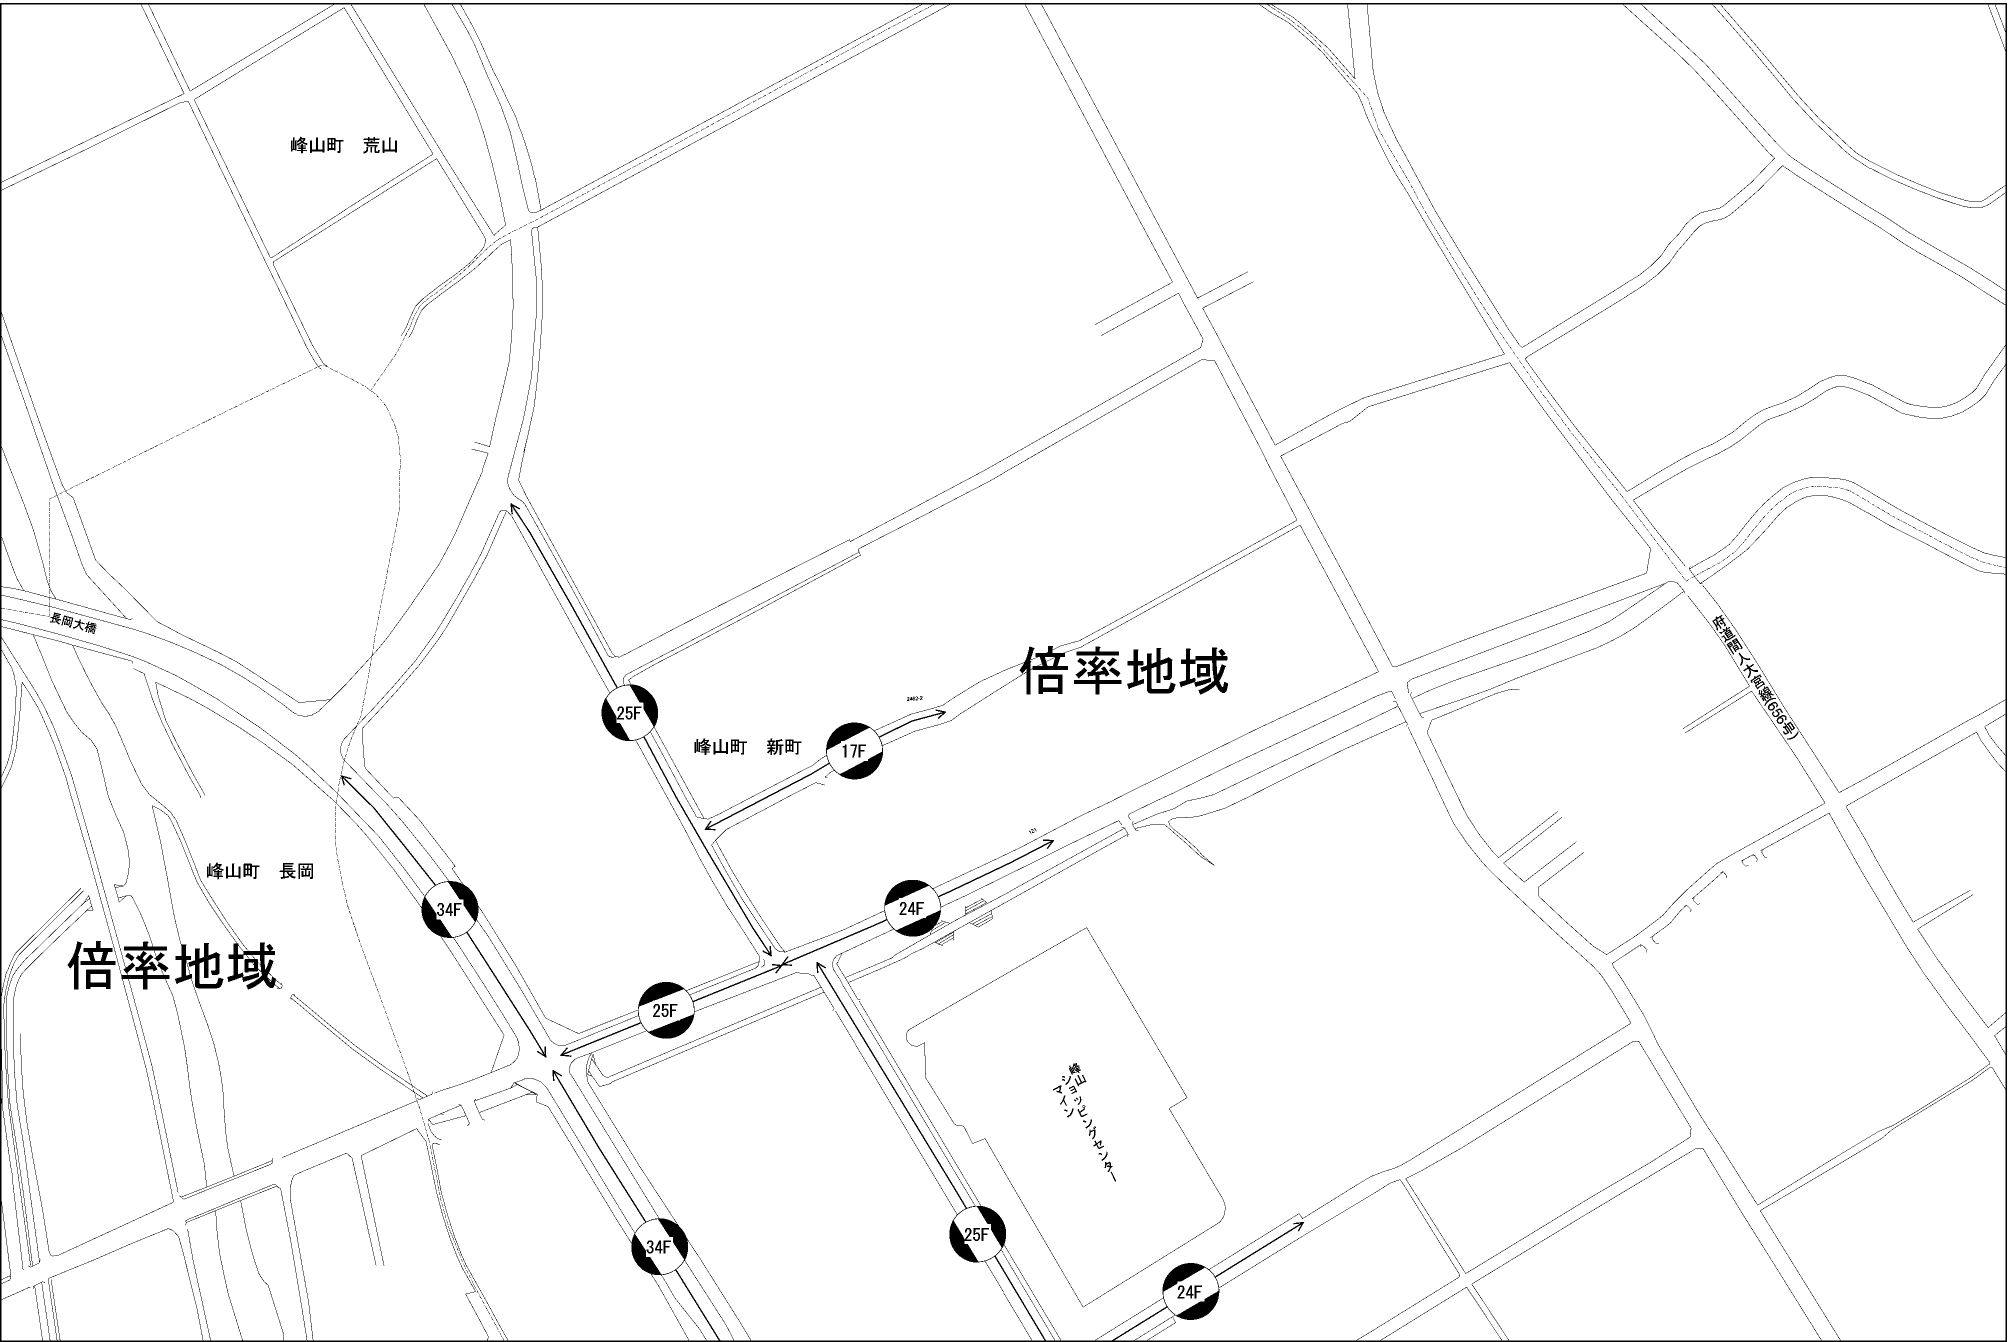 峰山町　荒山
長岡大橋
府道間人大宮線(656号)
倍率地域
2462-2
25F
峰山町　新町
17F
121
峰山町　長岡
34F
24F
倍率地域
25F
峰山
ショッピングセンター
マイン
34F
25F
24F